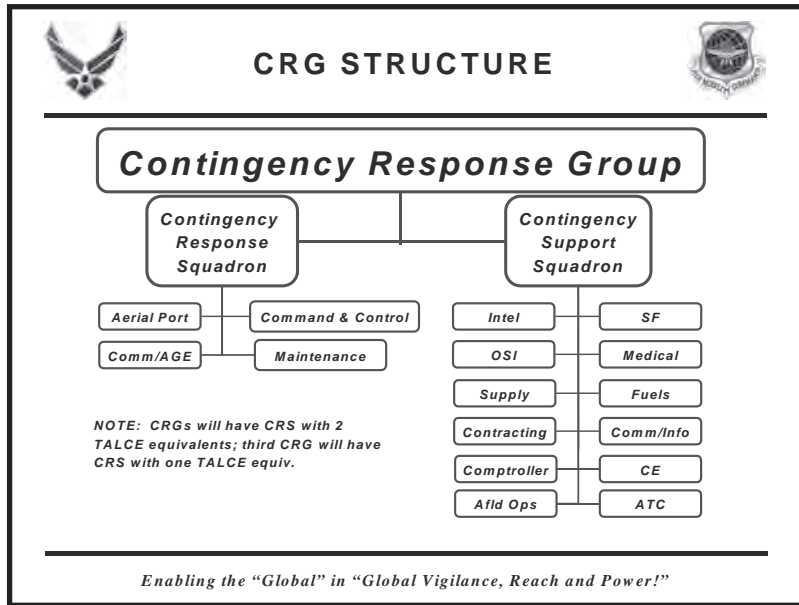 CRG STRUCTURE
Contingency Response Group
Contingency
Response
Squadron
Contingency
Support
Squadron
Aerial Port
Command & Control
Comm/AGE
Maintenance
Intel
SF
OSI
Medical
Supply
Fuels
Contracting
Comm/Info
Comptroller
CE
Afld Ops
ATC
NOTE: CRGs will have CRS with 2
TALCE equivalents; third CRG will have
CRS with one TALCE equiv.
Enabling the “Global” in “Global Vigilance, Reach and Power!”